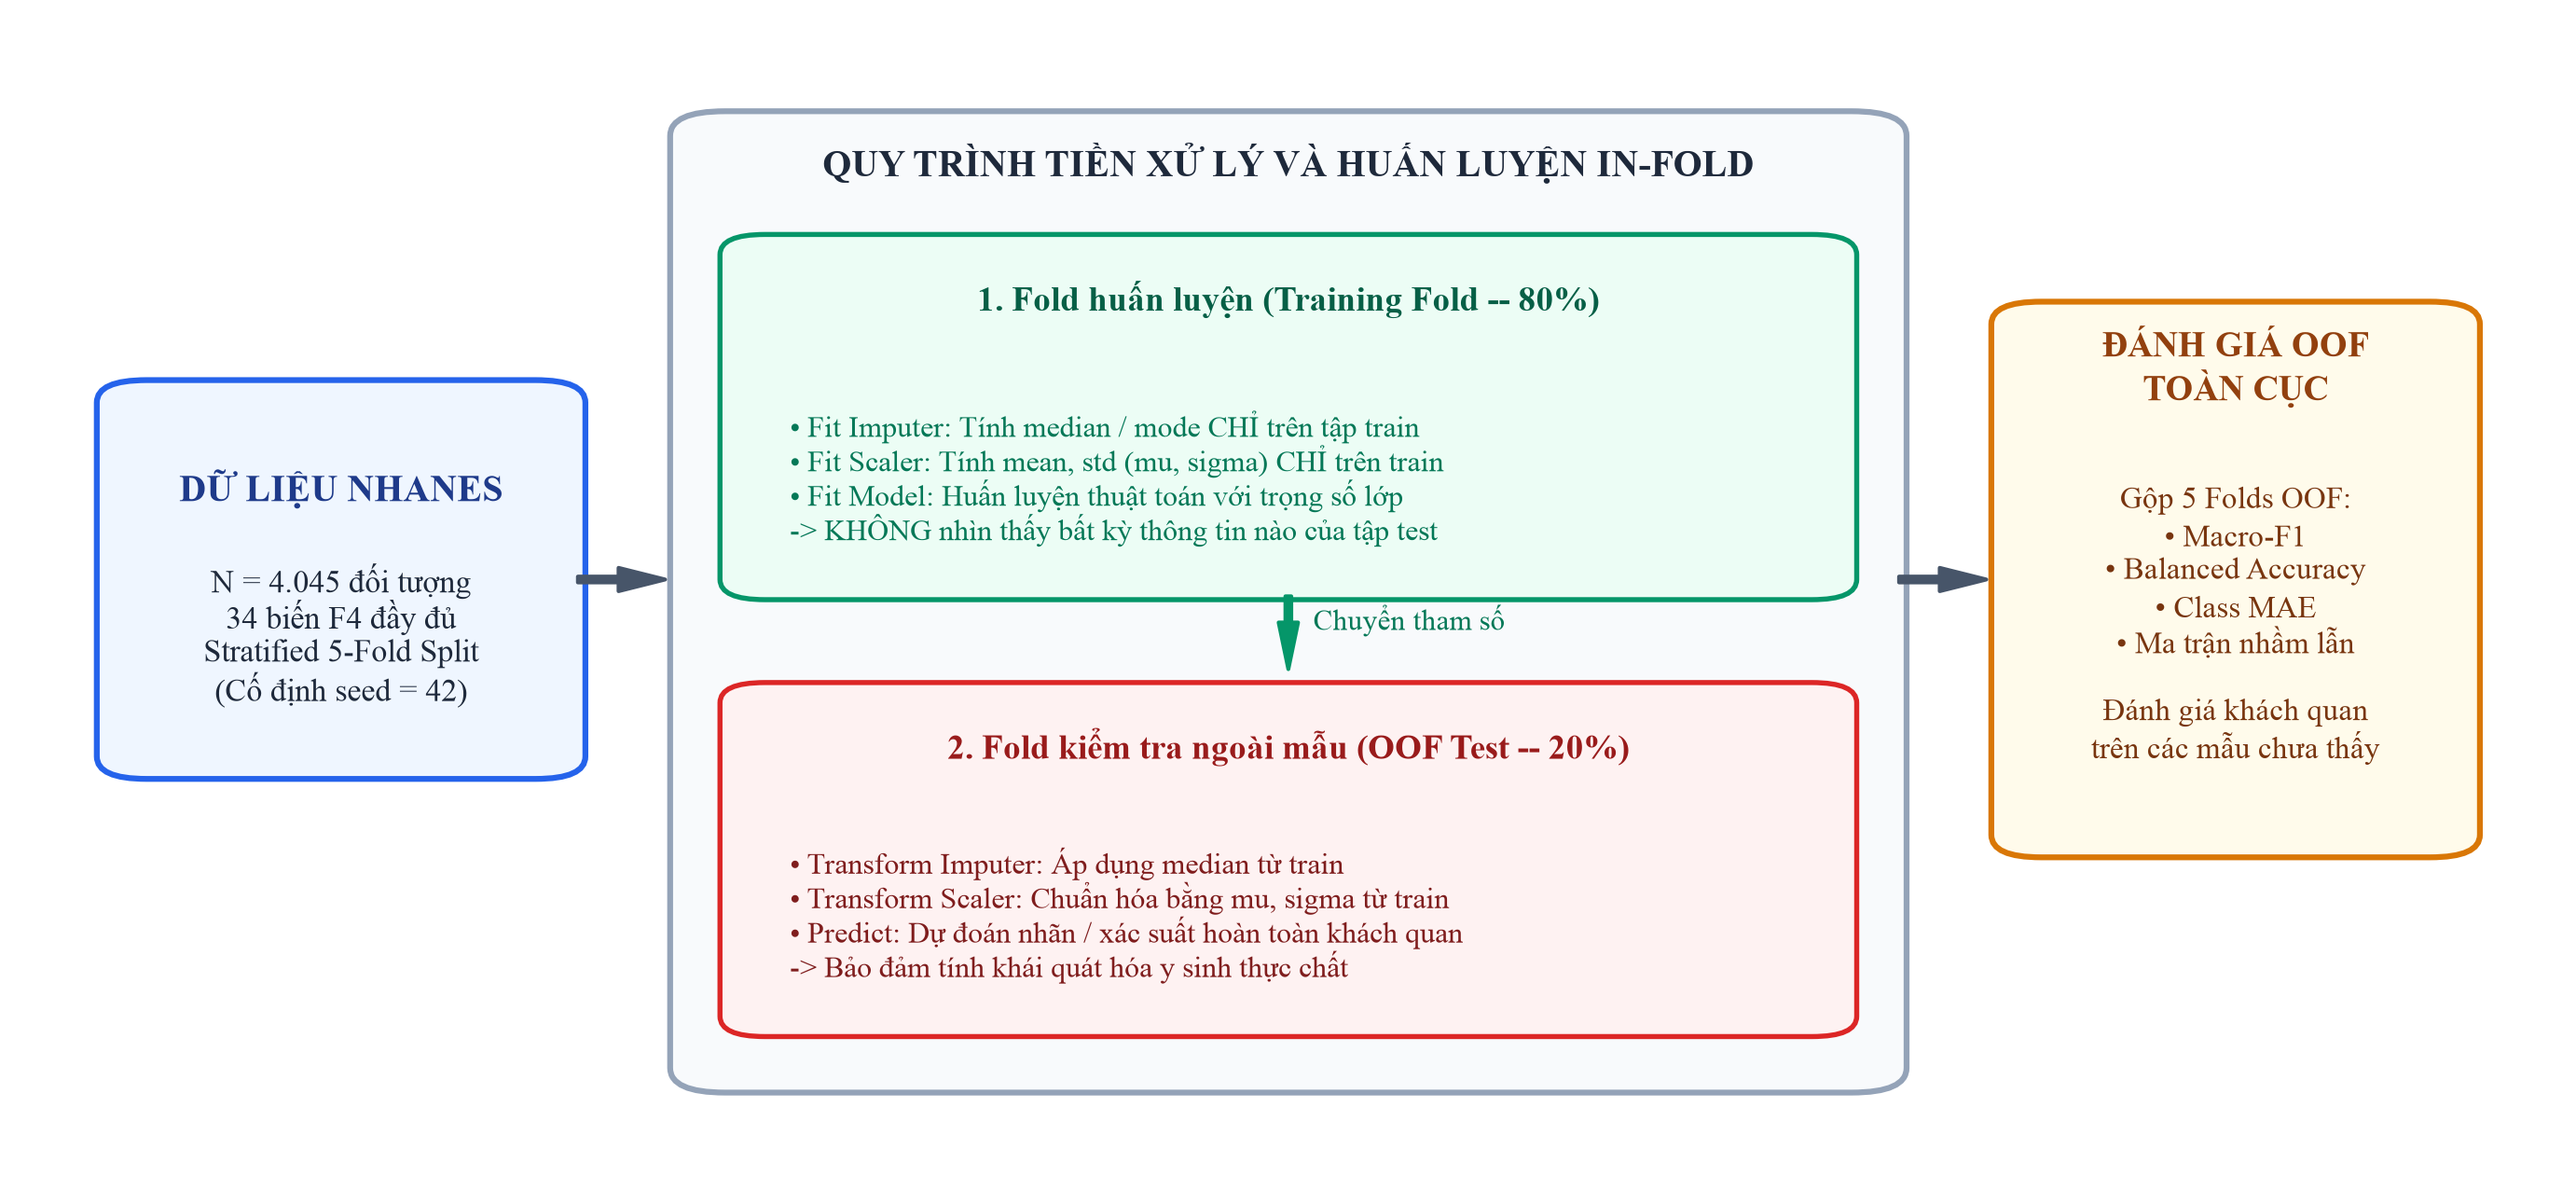 DỮ LIỆU NHANES
N = 4.045 đối tượng
34 biến F4 đầy đủ
Stratified 5-Fold Split
(Cố định seed = 42)
QUY TRÌNH TIỀN XỬ LÝ VÀ HUẤN LUYỆN IN-FOLD
1. Fold huấn luyện (Training Fold -- 80%)
• Fit Imputer: Tính median / mode CHỈ trên tập train
• Fit Scaler: Tính mean, std (mu, sigma) CHỈ trên train
• Fit Model: Huấn luyện thuật toán với trọng số lớp
-> KHÔNG nhìn thấy bất kỳ thông tin nào của tập test
Chuyển tham số
2. Fold kiểm tra ngoài mẫu (OOF Test -- 20%)
• Transform Imputer: Áp dụng median từ train
• Transform Scaler: Chuẩn hóa bằng mu, sigma từ train
• Predict: Dự đoán nhãn / xác suất hoàn toàn khách quan
-> Bảo đảm tính khái quát hóa y sinh thực chất
ĐÁNH GIÁ OOF
TOÀN CỤC
Gộp 5 Folds OOF:
• Macro-F1
• Balanced Accuracy
• Class MAE
• Ma trận nhầm lẫn
Đánh giá khách quan
trên các mẫu chưa thấy